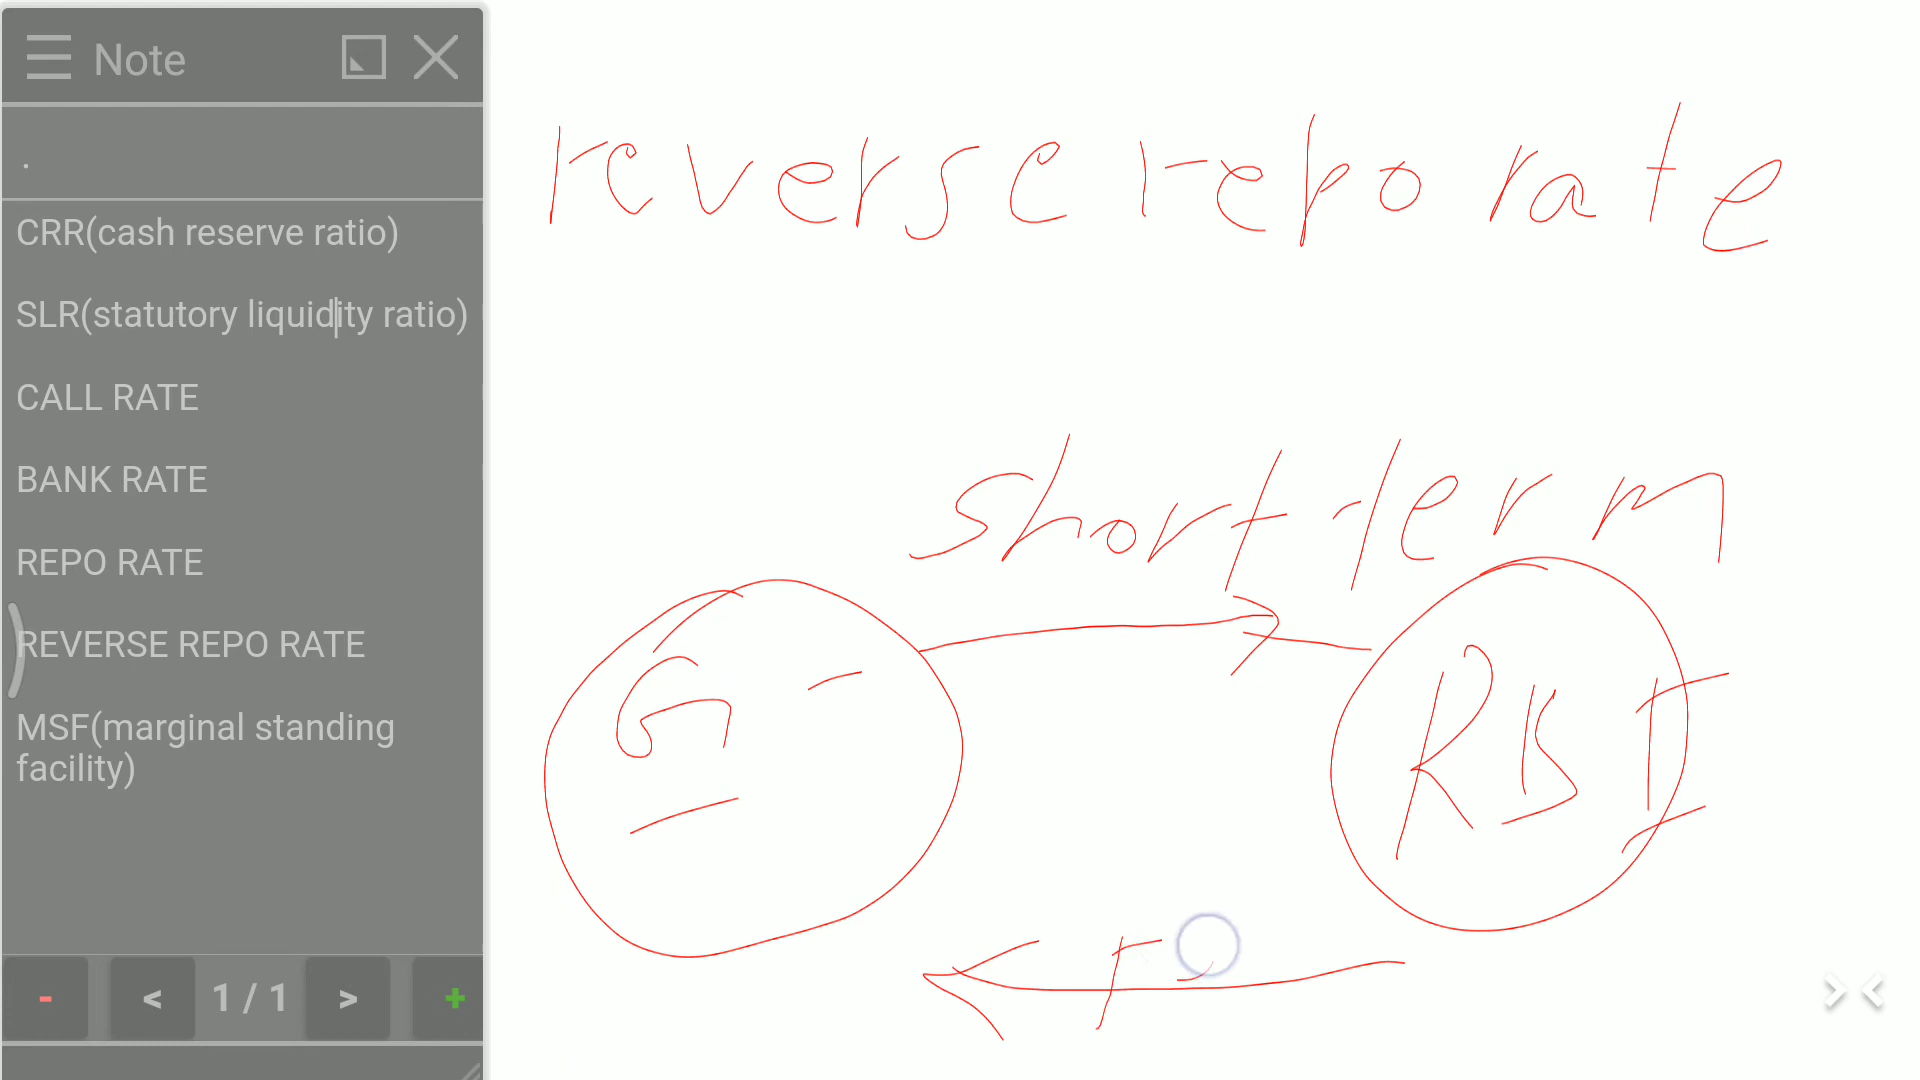 Note
.
CRR(cash reserve ratio)
SLR(statutory liquidity ratio)
CALL RATE
BANK RATE
REPO RATE
REVERSE REPO RATE
MSF(marginal standing
facility)
- < 1 / 1 > +
reverse repo rate
short term
G
RBI